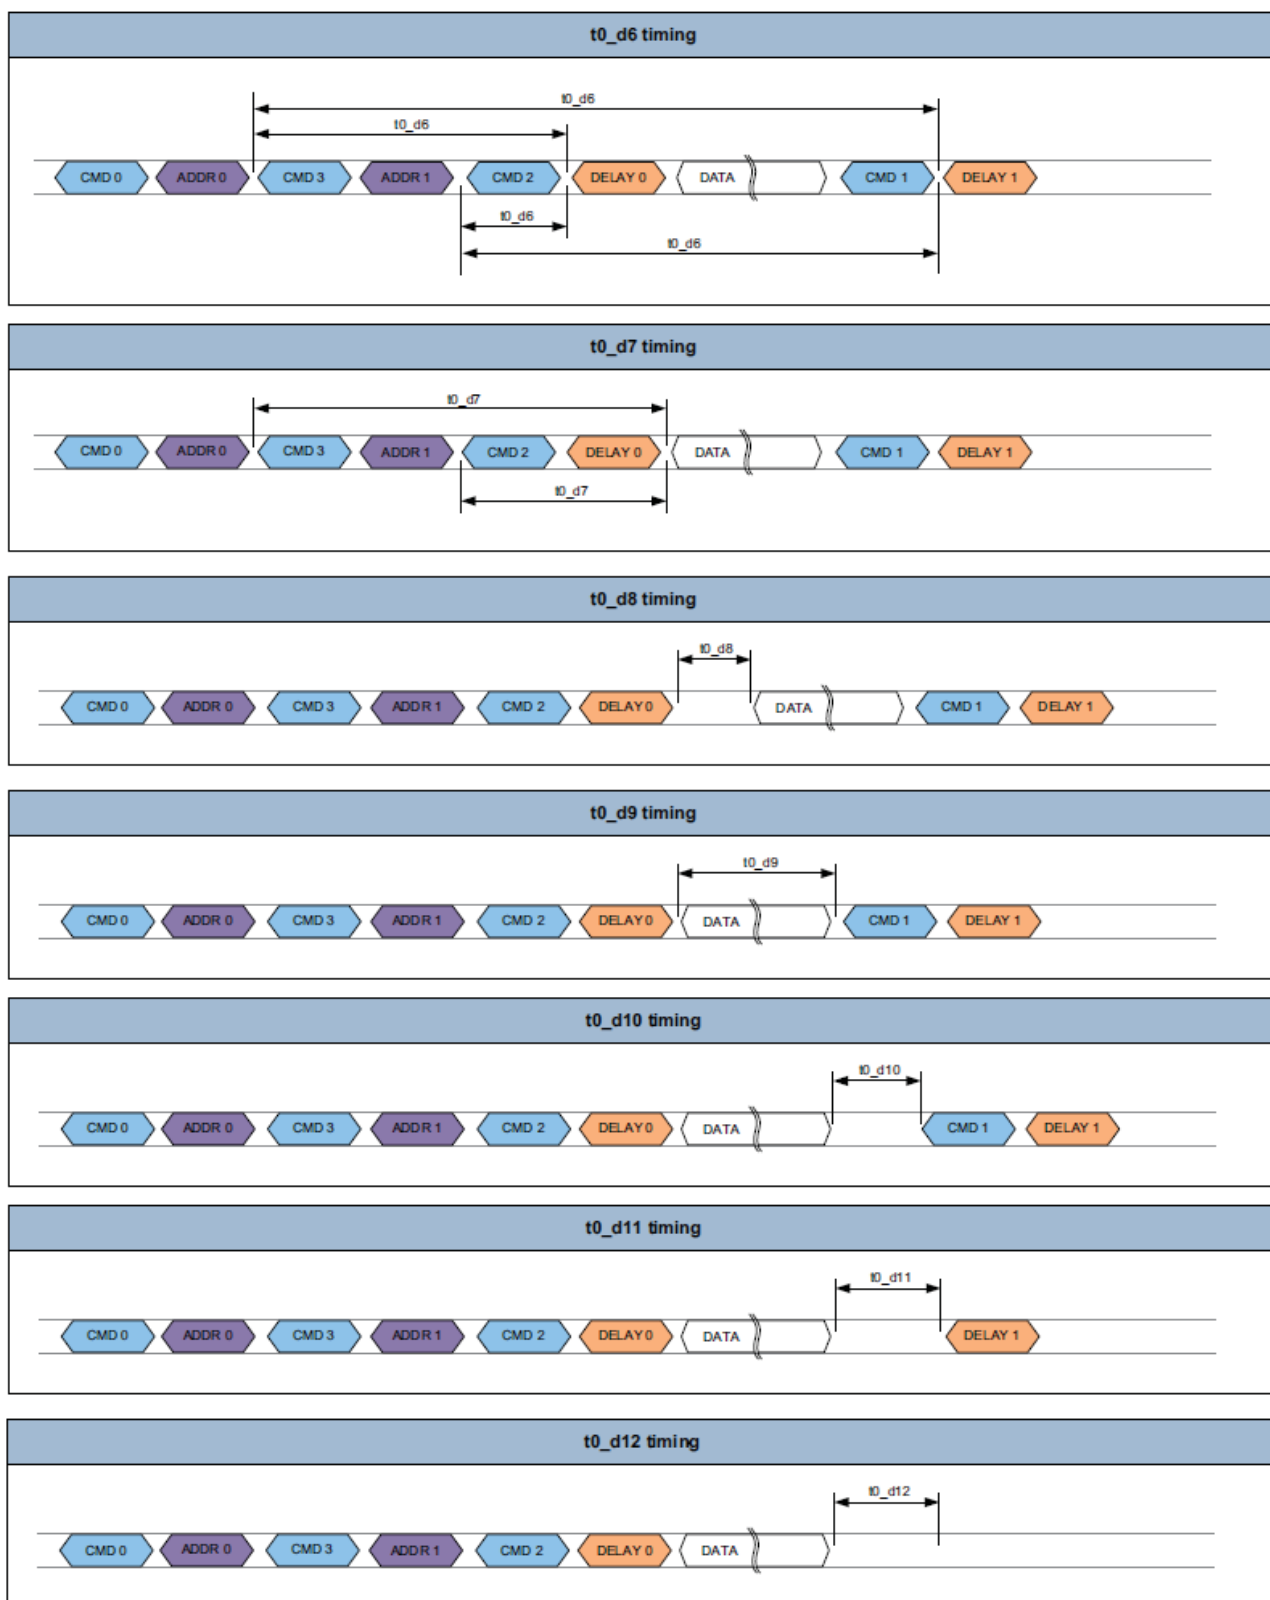 t0_d6 timing
t0_d6
t0_d6
CMD 0 ADDR 0 CMD 3 ADDR 1 CMD 2 DELAY 0 DATA CMD 1 DELAY 1
t0_d6
t0_d6
t0_d7 timing
t0_d7
CMD 0 ADDR 0 CMD 3 ADDR 1 CMD 2 DELAY 0 DATA CMD 1 DELAY 1
t0_d7
t0_d8 timing
t0_d8
CMD 0 ADDR 0 CMD 3 ADDR 1 CMD 2 DELAY 0 DATA CMD 1 DELAY 1
t0_d9 timing
t0_d9
CMD 0 ADDR 0 CMD 3 ADDR 1 CMD 2 DELAY 0 DATA CMD 1 DELAY 1
t0_d10 timing
t0_d10
CMD 0 ADDR 0 CMD 3 ADDR 1 CMD 2 DELAY 0 DATA CMD 1 DELAY 1
t0_d11 timing
t0_d11
CMD 0 ADDR 0 CMD 3 ADDR 1 CMD 2 DELAY 0 DATA DELAY 1
t0_d12 timing
t0_d12
CMD 0 ADDR 0 CMD 3 ADDR 1 CMD 2 DELAY 0 DATA